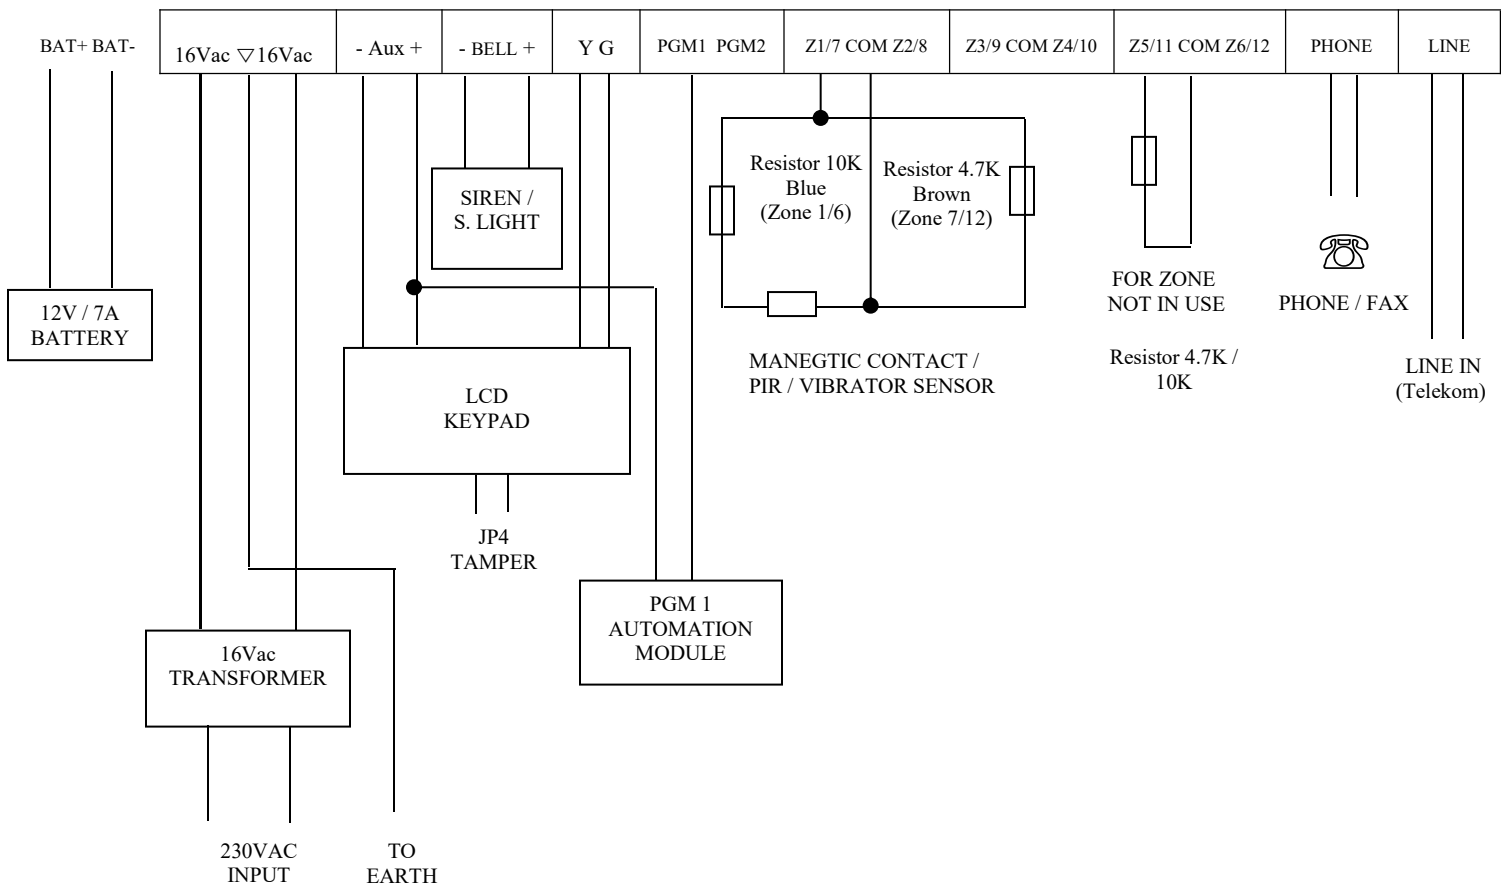 BAT+ BAT-
16Vac ▽16Vac
- Aux +
- BELL +
Y G
PGM1 PGM2
Z1/7 COM Z2/8
Z3/9 COM Z4/10
Z5/11 COM Z6/12
PHONE
LINE
12V / 7A
BATTERY
SIREN /
S. LIGHT
Resistor 10K
Blue
(Zone 1/6)
Resistor 4.7K
Brown
(Zone 7/12)
FOR ZONE
NOT IN USE
Resistor 4.7K /
10K
PHONE / FAX
LINE IN
(Telekom)
MANEGTIC CONTACT /
PIR / VIBRATOR SENSOR
LCD
KEYPAD
JP4
TAMPER
PGM 1
AUTOMATION
MODULE
16Vac
TRANSFORMER
230VAC
INPUT
TO
EARTH